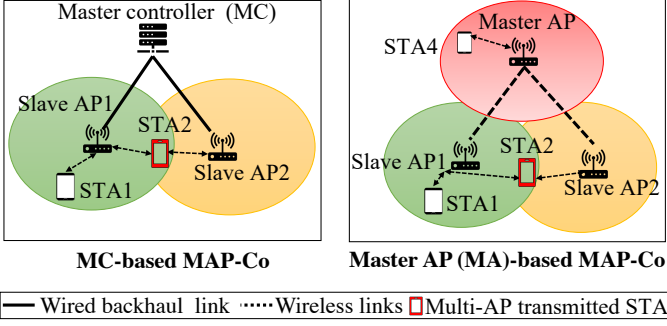 Master controller (MC)
Slave AP1
STA2
Slave AP2
STA1
MC-based MAP-Co
Master AP
STA4
STA2
Slave AP1
Slave AP2
STA1
Master AP (MA)-based MAP-Co
Wired backhaul link Wireless links Multi-AP transmitted STA